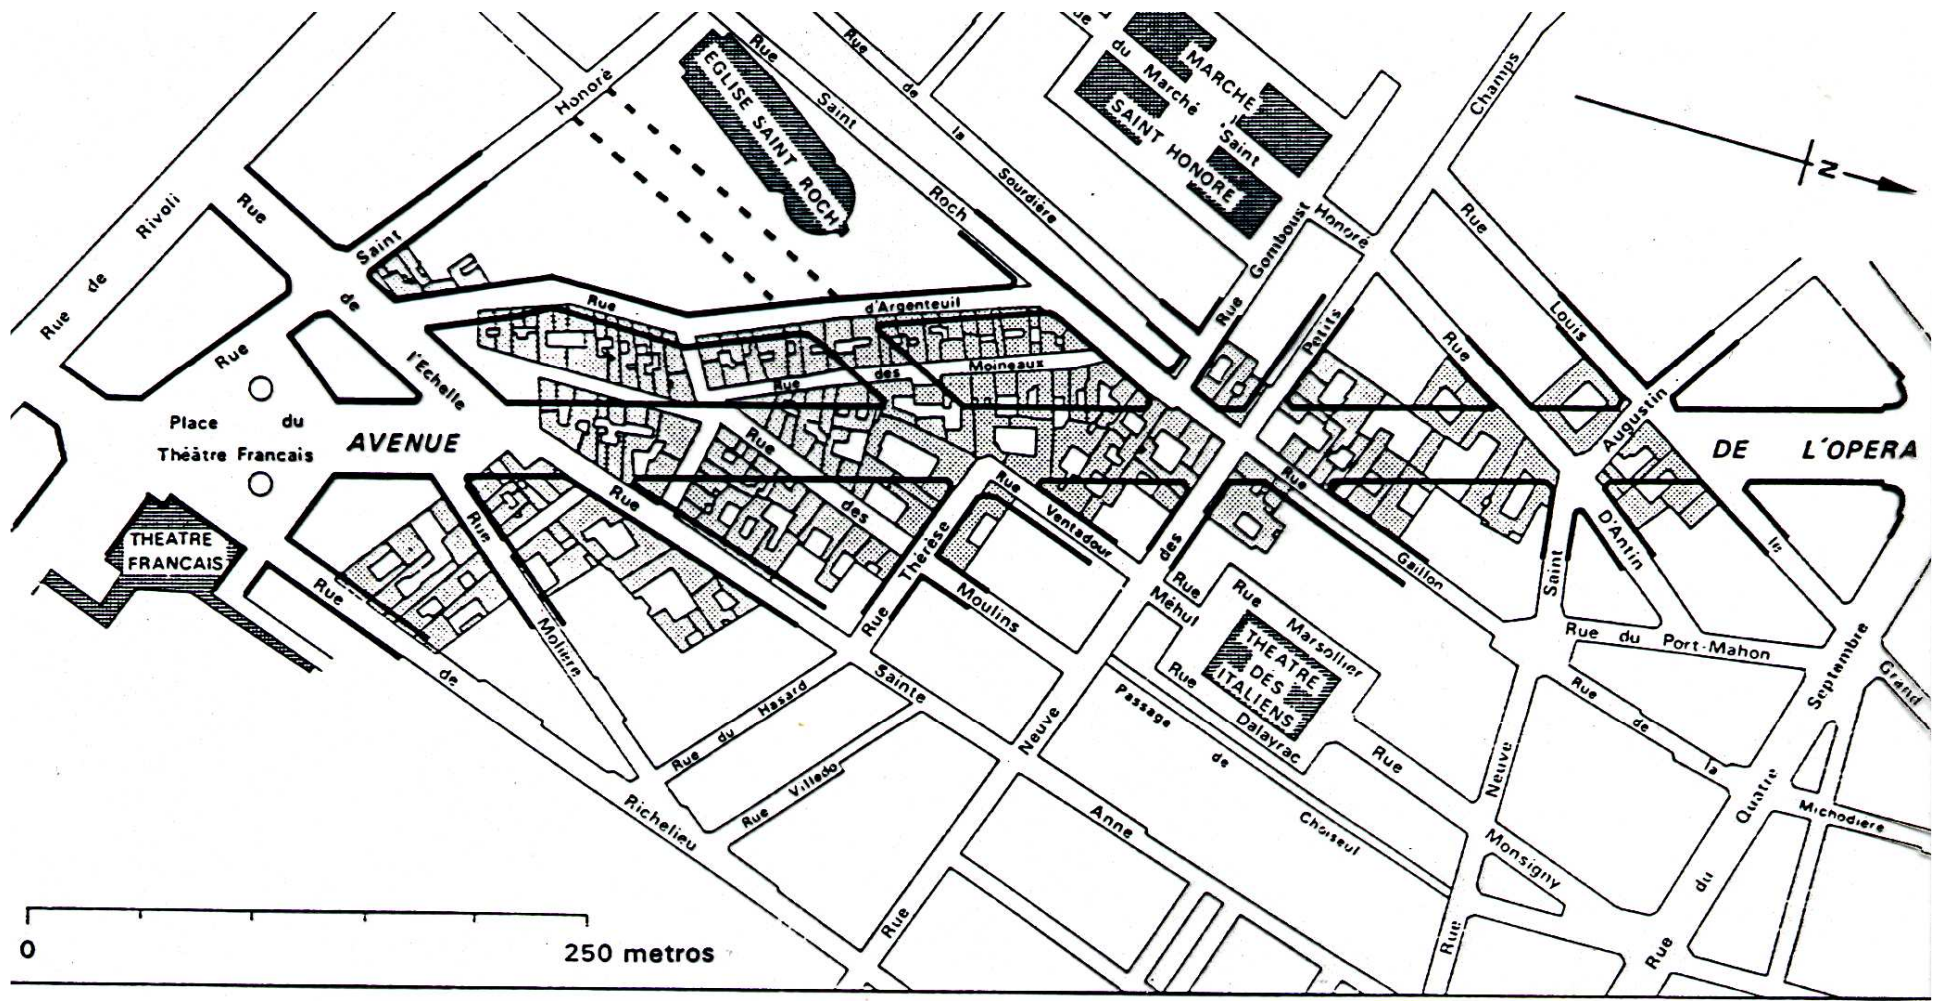 EGLISE SAINT ROCH
Rue
Saint
Roch
Rue
de
la
Sourdière
du Marché Saint
MARCHE
SAINT HONORE
Champs
N
Honoré
Saint
Rue
de
Rivoli
Rue
de
l'Echelle
Rue
Rue
d'Argenteuil
Rue
des
Moineaux
Rue
Gomboust
Honoré
Petits
Rue
Louis
Rue
Augustin
Place du
Théâtre Francais
AVENUE
DE L'OPERA
THEATRE
FRANCAIS
Rue
de
Richelieu
Rue
Molière
Rue
Sainte
Anne
Rue
des
Moulins
Rue
Thérèse
Rue
Ventadour
des
Rue
Gaillon
D'Antin
Saint
le
Rue
Méhul
Rue
Marsollier
THEATRE
DES
ITALIENS
Rue
Dalayrac
Rue
Monsigny
Passage
de
Choiseul
Rue du Hasard
Rue Villedo
Neuve
Rue
Neuve
Rue
Rue du Port-Mahon
Rue
de
la
Michodière
Septembre
Quatre
du
Rue
Grand
0
250 metros